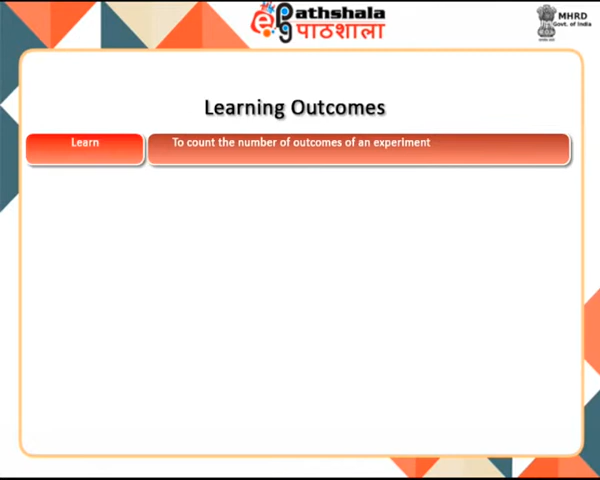 ePathshala
पाठशाला
MHRD
Govt. of India
Learning Outcomes
Learn To count the number of outcomes of an experiment